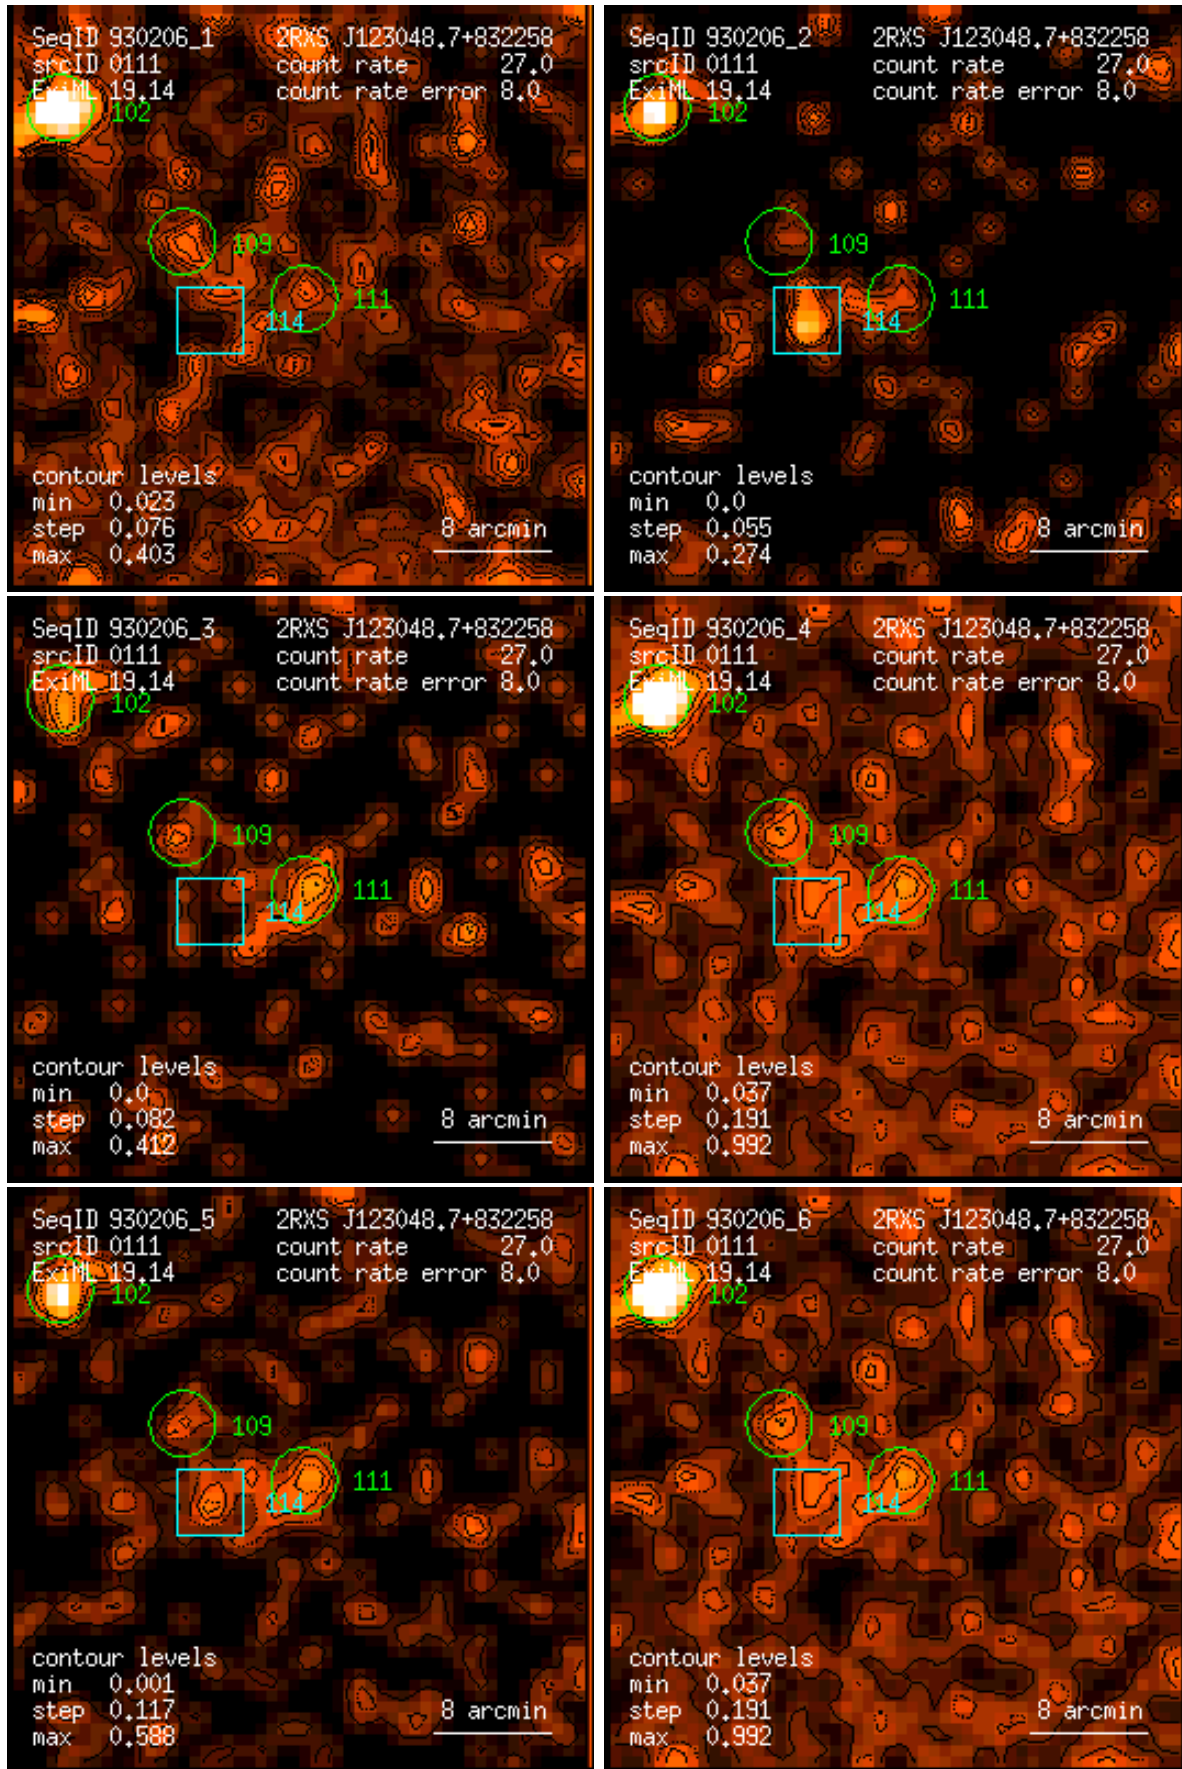 SeqID 930206_1 2RXS J123048.7+832258
srcID 0111 count rate 27.0
ExiML 19.14 count rate error 8.0
102
109
111
114
contour levels
min 0.023
step 0.076 8 arcmin
max 0.403
SeqID 930206_2 2RXS J123048.7+832258
srcID 0111 count rate 27.0
ExiML 19.14 count rate error 8.0
102
109
111
114
contour levels
min 0.0
step 0.055 8 arcmin
max 0.274
SeqID 930206_3 2RXS J123048.7+832258
srcID 0111 count rate 27.0
ExiML 19.14 count rate error 8.0
102
109
111
114
contour levels
min 0.0
step 0.082 8 arcmin
max 0.412
SeqID 930206_4 2RXS J123048.7+832258
srcID 0111 count rate 27.0
ExiML 19.14 count rate error 8.0
102
109
111
114
contour levels
min 0.037
step 0.191 8 arcmin
max 0.992
SeqID 930206_5 2RXS J123048.7+832258
srcID 0111 count rate 27.0
ExiML 19.14 count rate error 8.0
102
109
111
114
contour levels
min 0.001
step 0.117 8 arcmin
max 0.588
SeqID 930206_6 2RXS J123048.7+832258
srcID 0111 count rate 27.0
ExiML 19.14 count rate error 8.0
102
109
111
114
contour levels
min 0.037
step 0.191 8 arcmin
max 0.992